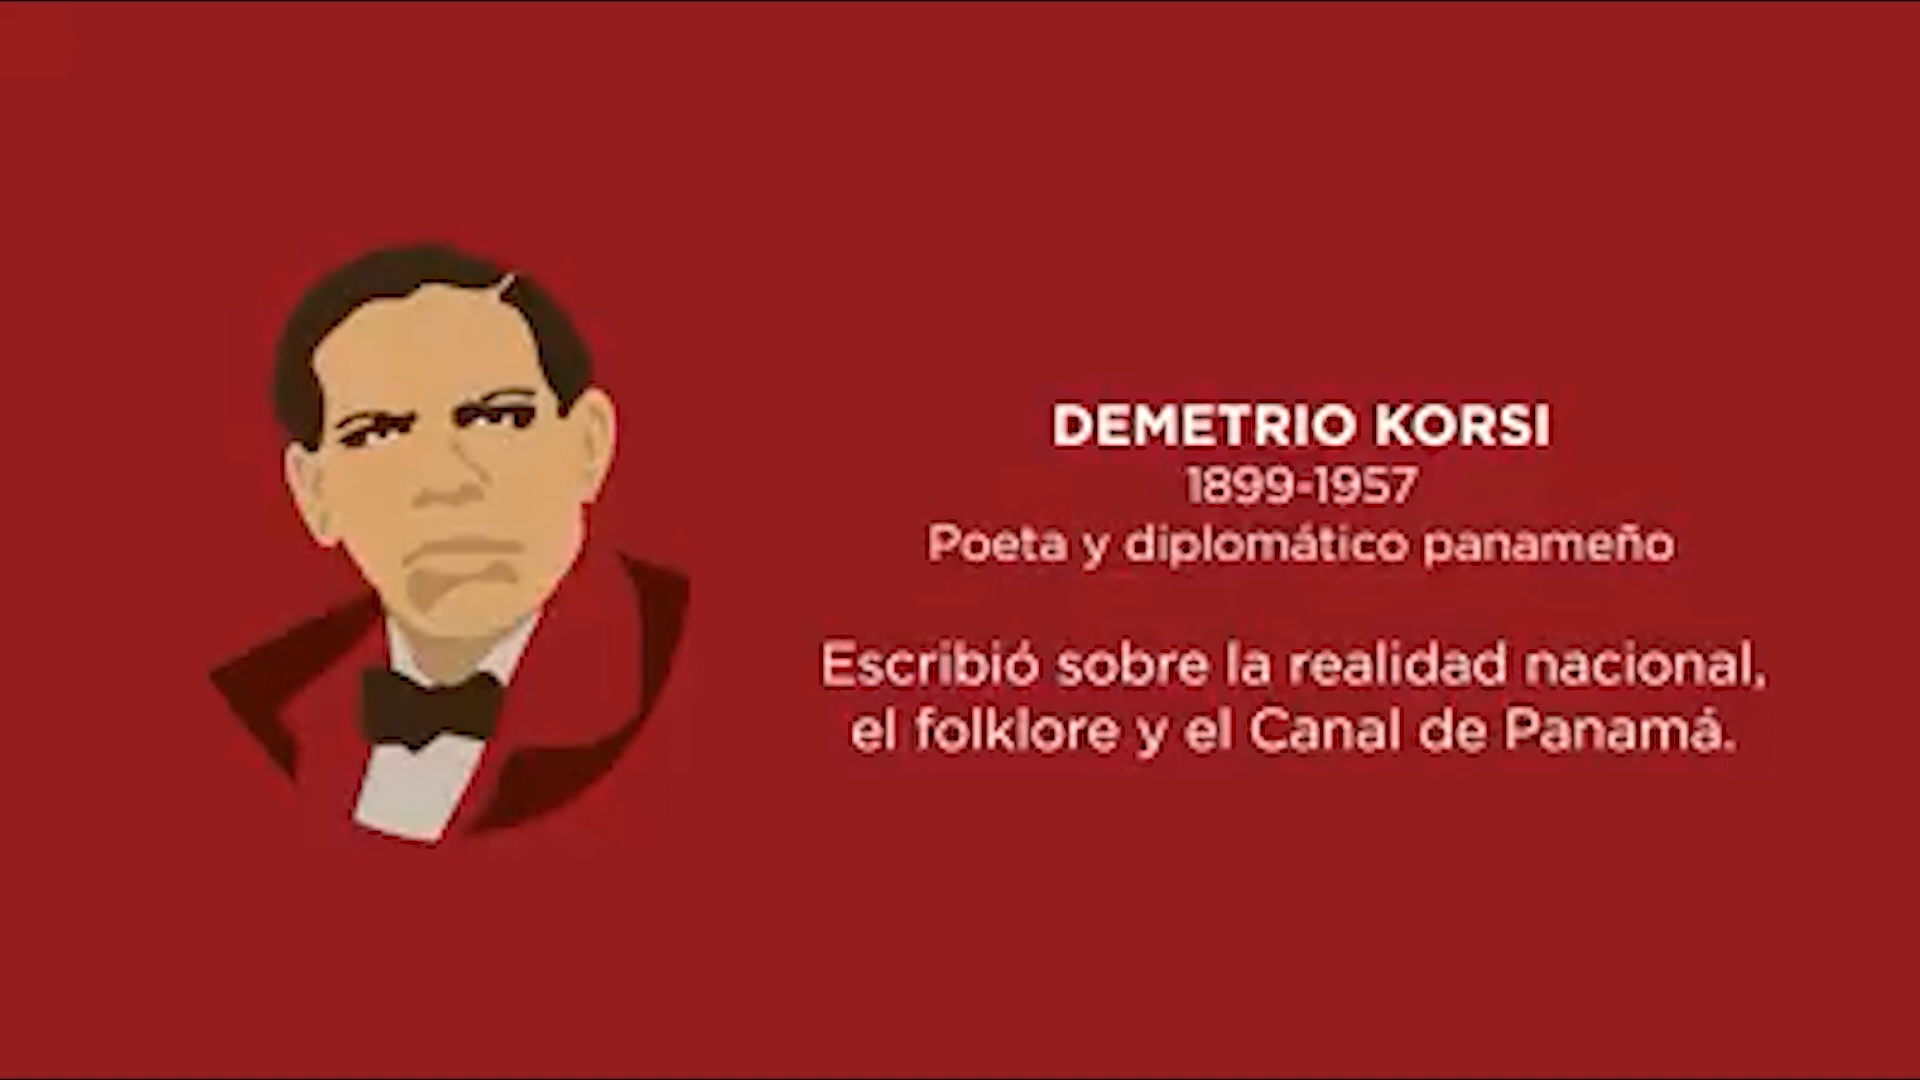 DEMETRIO KORSI
1899-1957
Poeta y diplomático panameño
Escribió sobre la realidad nacional,
el folklore y el Canal de Panamá.